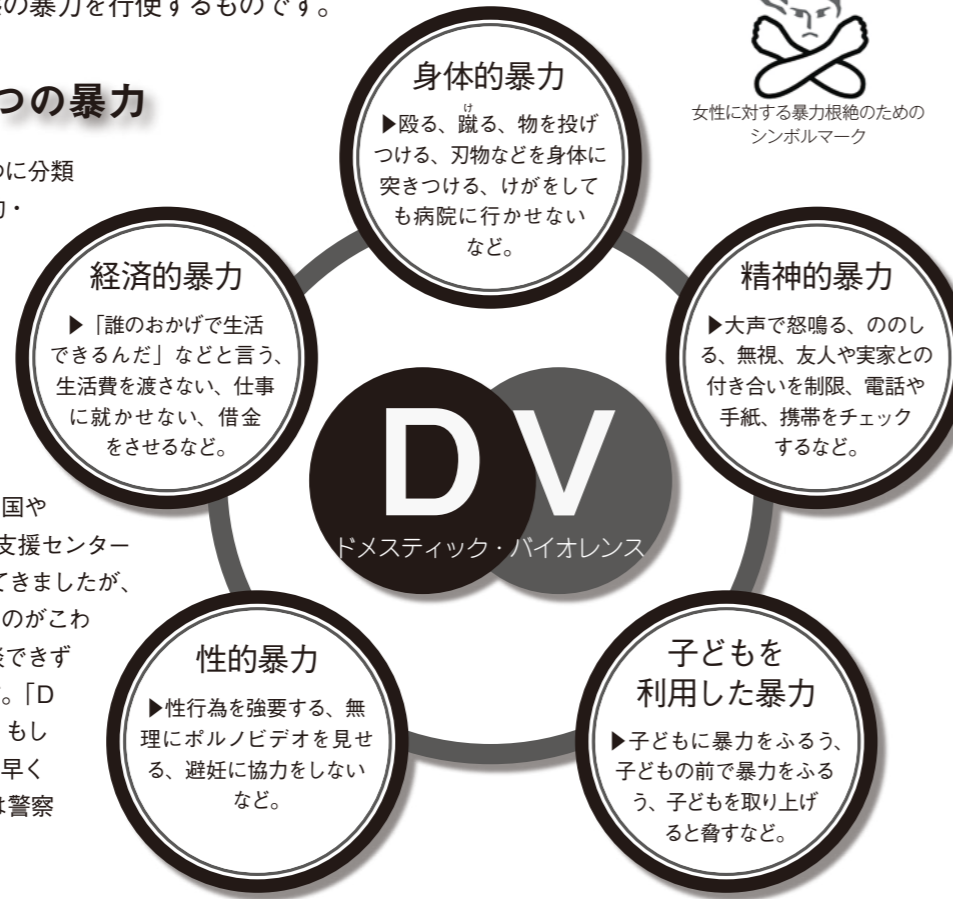 の暴力を行使するものです。
つの暴力
に分類
・
国や
支援センター
てきましたが、
のがこわ
談できず
。「D
もし
早く
は警察
女性に対する暴力根絶のための
シンボルマーク
身体的暴力
▶殴る、蹴る、物を投げ
け
つける、刃物などを身体に
突きつける、けがをして
も病院に行かせない
など。
経済的暴力
▶「誰のおかげで生活
できるんだ」などと言う、
生活費を渡さない、仕事
に就かせない、借金
をさせるなど。
精神的暴力
▶大声で怒鳴る、ののし
る、無視、友人や実家との
付き合いを制限、電話や
手紙、携帯をチェック
するなど。
DV
ドメスティック・バイオレンス
性的暴力
▶性行為を強要する、無
理にポルノビデオを見せ
る、避妊に協力をしない
など。
子どもを
利用した暴力
▶子どもに暴力をふるう、
子どもの前で暴力をふる
う、子どもを取り上げ
ると脅すなど。